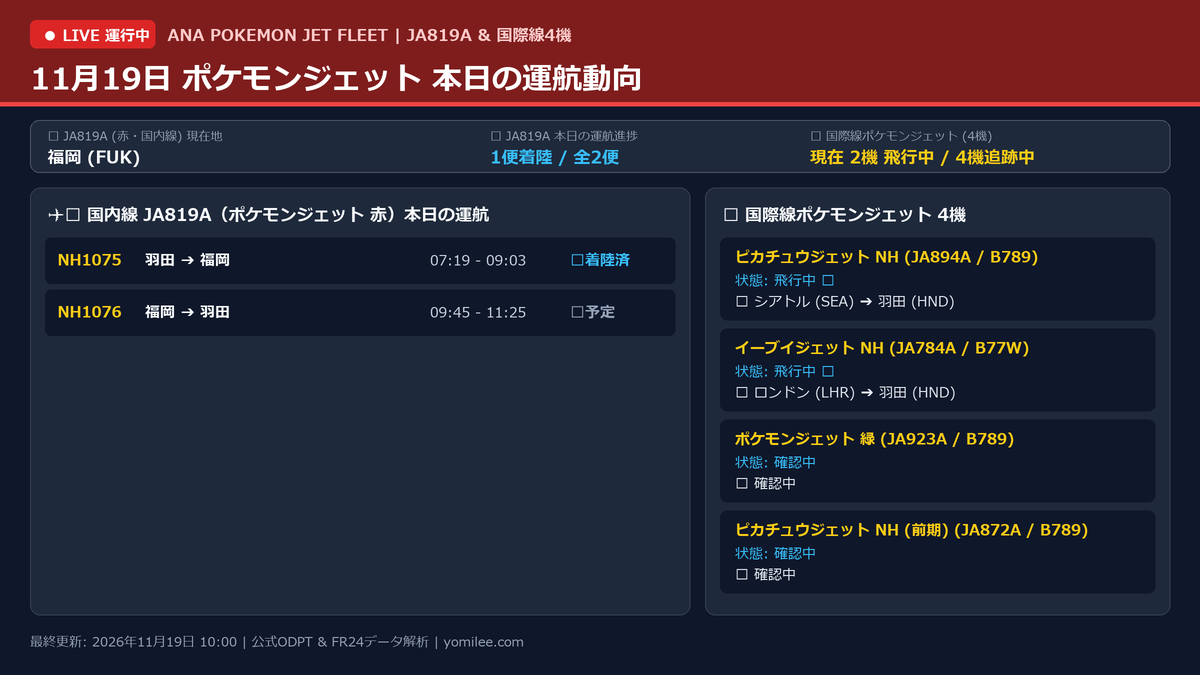 ● LIVE 運行中 ANA POKEMON JET FLEET | JA819A & 国際線4機
11月19日 ポケモンジェット 本日の運航動向
□ JA819A (赤・国内線) 現在地
福岡 (FUK)
□ JA819A 本日の運航進捗
1便着陸 / 全2便
□ 国際線ポケモンジェット (4機)
現在 2機 飛行中 / 4機追跡中
✈□ 国内線 JA819A（ポケモンジェット 赤）本日の運航
NH1075 羽田 → 福岡 07:19 - 09:03 □着陸済
NH1076 福岡 → 羽田 09:45 - 11:25 □予定
□ 国際線ポケモンジェット 4機
ピカチュウジェット NH (JA894A / B789)
状態: 飛行中 □
□ シアトル (SEA) ➔ 羽田 (HND)
イーブイジェット NH (JA784A / B77W)
状態: 飛行中 □
□ ロンドン (LHR) ➔ 羽田 (HND)
ポケモンジェット 緑 (JA923A / B789)
状態: 確認中
□ 確認中
ピカチュウジェット NH (前期) (JA872A / B789)
状態: 確認中
□ 確認中
最終更新: 2026年11月19日 10:00 | 公式ODPT & FR24データ解析 | yomilee.com